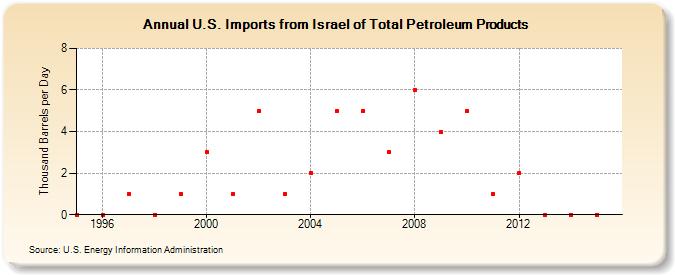 Annual U.S. Imports from Israel of Total Petroleum Products
Thousand Barrels per Day
8
6
4
2
0
1996 2000 2004 2008 2012
Source: U.S. Energy Information Administration